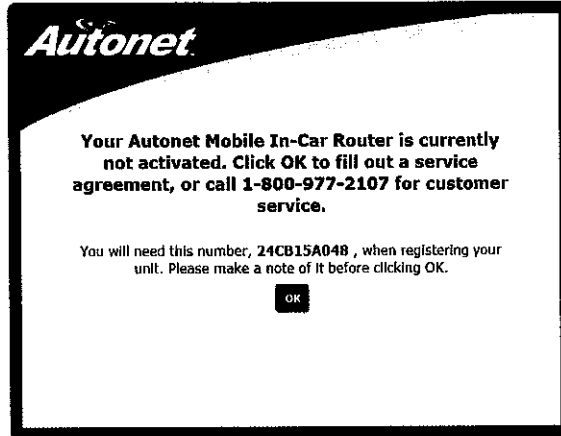 Autonet
Your Autonet Mobile In-Car Router is currently
not activated. Click OK to fill out a service
agreement, or call 1-800-977-2107 for customer
service.
You will need this number, 24CB15A048 , when registering your
unit. Please make a note of it before clicking OK.
OK